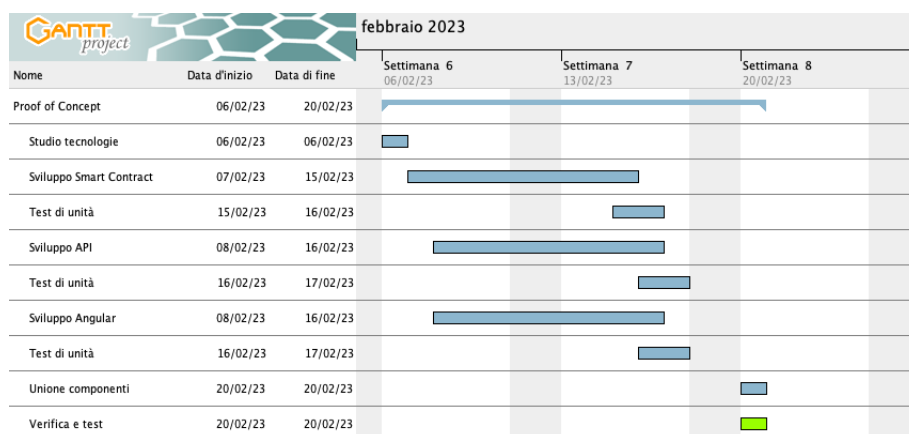 GANTT
project
febbraio 2023
Settimana 6
06/02/23
Settimana 7
13/02/23
Settimana 8
20/02/23
Nome Data d'inizio Data di fine
Proof of Concept 06/02/23 20/02/23
Studio tecnologie 06/02/23 06/02/23
Sviluppo Smart Contract 07/02/23 15/02/23
Test di unità 15/02/23 16/02/23
Sviluppo API 08/02/23 16/02/23
Test di unità 16/02/23 17/02/23
Sviluppo Angular 08/02/23 16/02/23
Test di unità 16/02/23 17/02/23
Unione componenti 20/02/23 20/02/23
Verifica e test 20/02/23 20/02/23